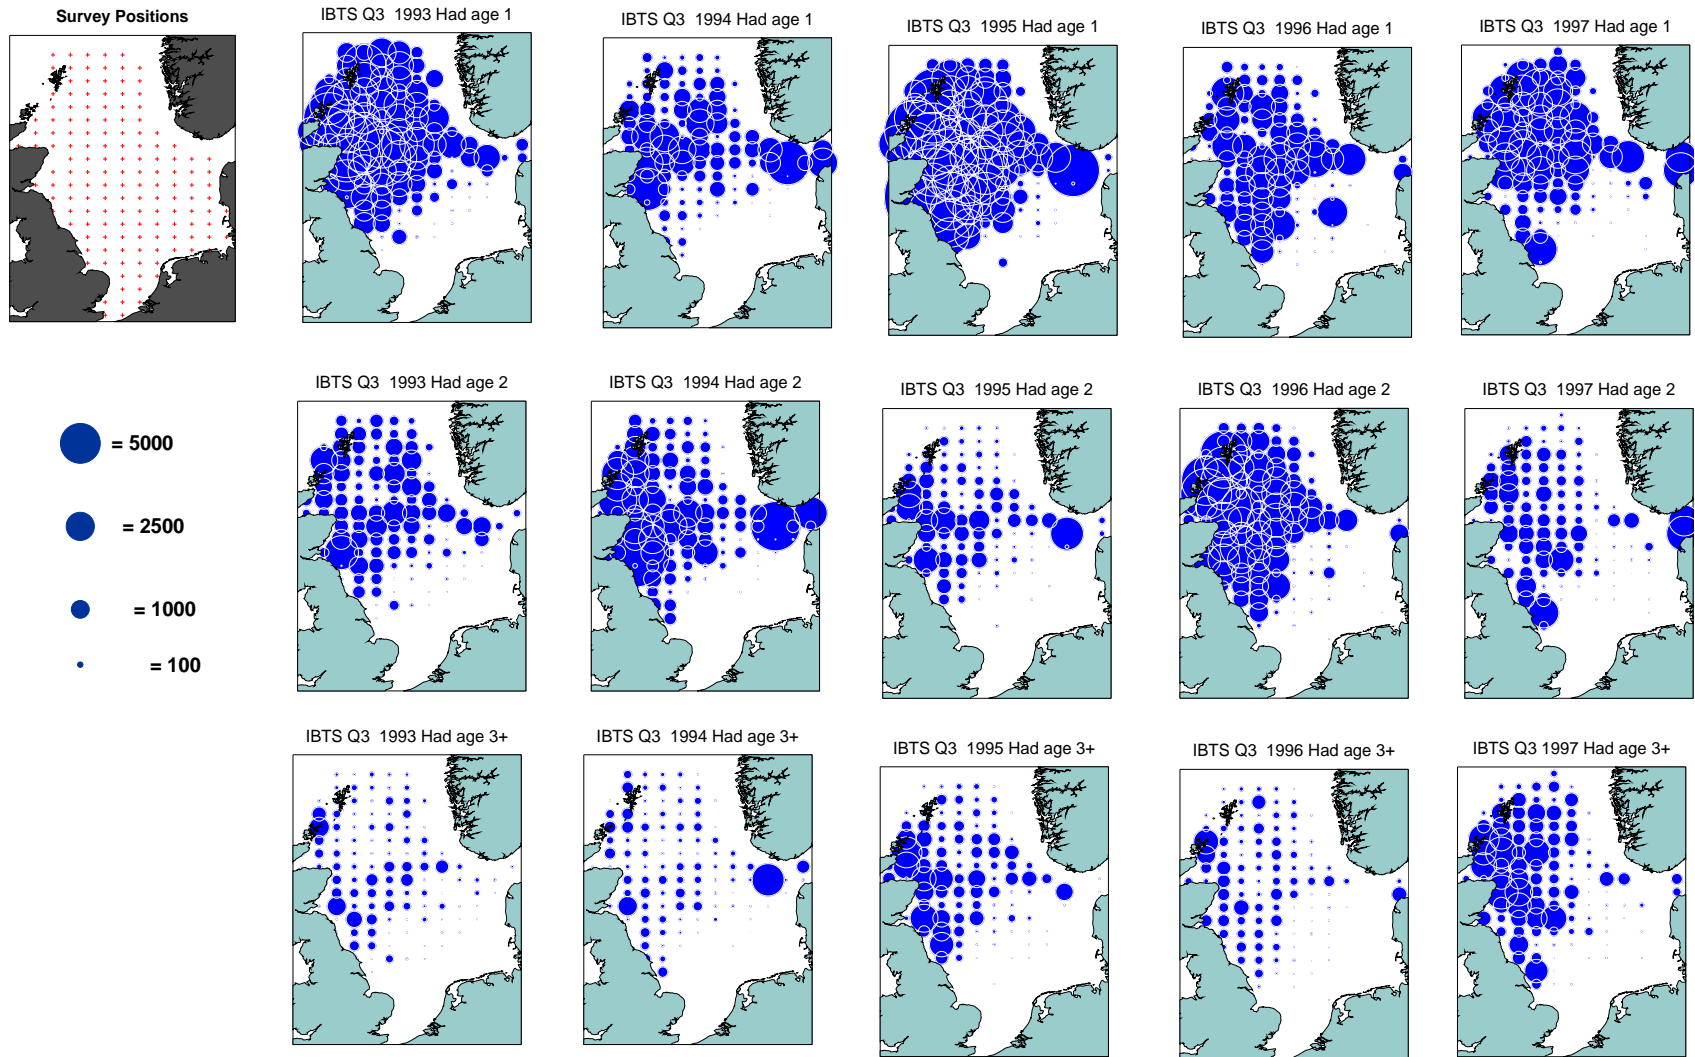 Survey Positions
IBTS Q3 1993 Had age 1
IBTS Q3 1994 Had age 1
IBTS Q3 1995 Had age 1
IBTS Q3 1996 Had age 1
IBTS Q3 1997 Had age 1
IBTS Q3 1993 Had age 2
IBTS Q3 1994 Had age 2
IBTS Q3 1995 Had age 2
IBTS Q3 1996 Had age 2
IBTS Q3 1997 Had age 2
= 5000
= 2500
= 1000
= 100
IBTS Q3 1993 Had age 3+
IBTS Q3 1994 Had age 3+
IBTS Q3 1995 Had age 3+
IBTS Q3 1996 Had age 3+
IBTS Q3 1997 Had age 3+